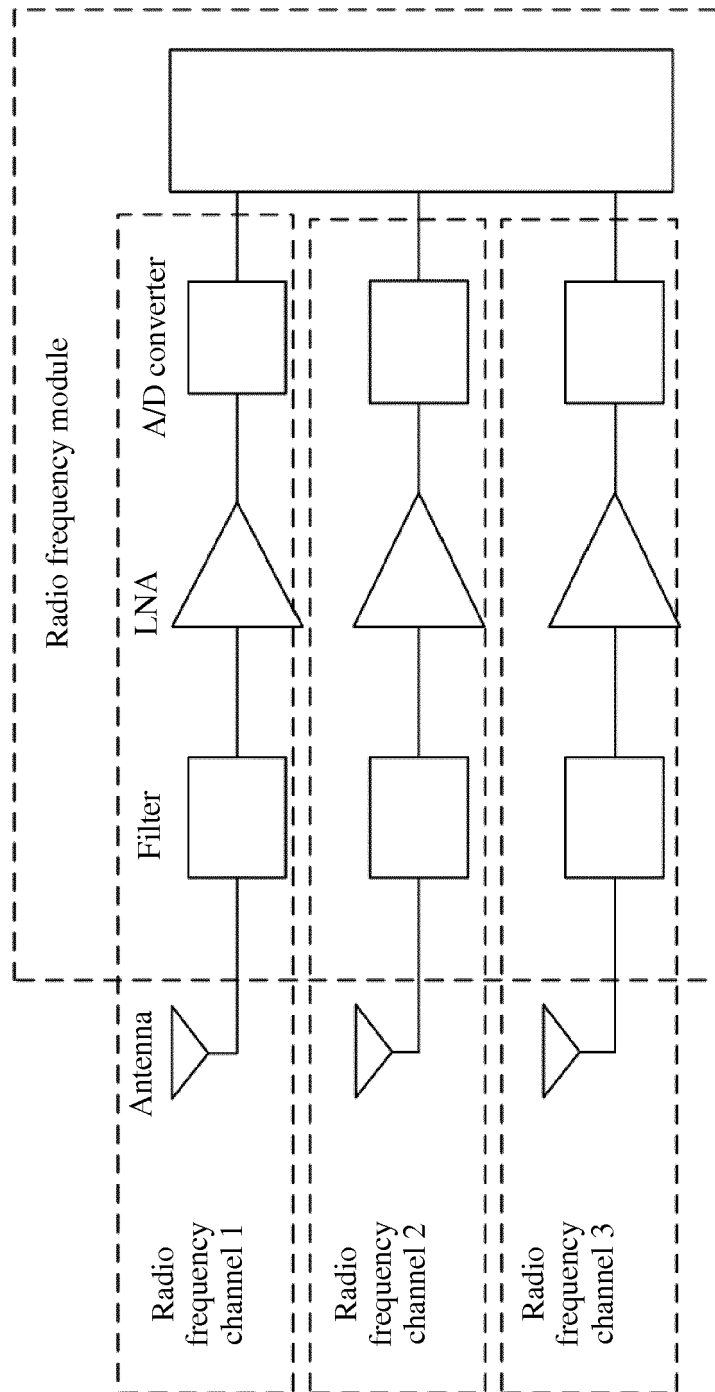 Radio frequency module
Antenna
Filter
LNA
A/D converter
Radio
frequency
channel 1
Radio
frequency
channel 2
Radio
frequency
channel 3